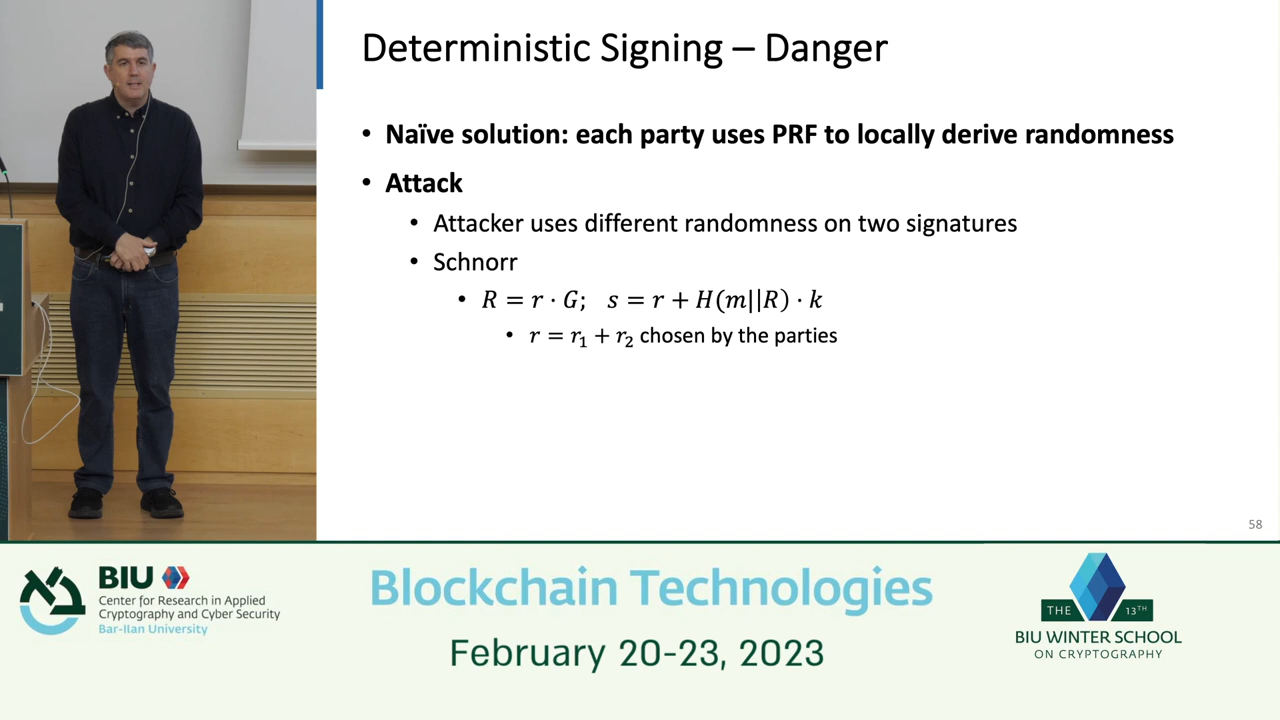 Deterministic Signing – Danger
• Naïve solution: each party uses PRF to locally derive randomness
• Attack
• Attacker uses different randomness on two signatures
• Schnorr
• R = r · G; s = r + H(m||R) · k
• r = r₁ + r₂ chosen by the parties
58
BIU
Center for Research in Applied
Cryptography and Cyber Security
Bar-Ilan University
Blockchain Technologies
February 20-23, 2023
THE 13TH
BIU WINTER SCHOOL
ON CRYPTOGRAPHY